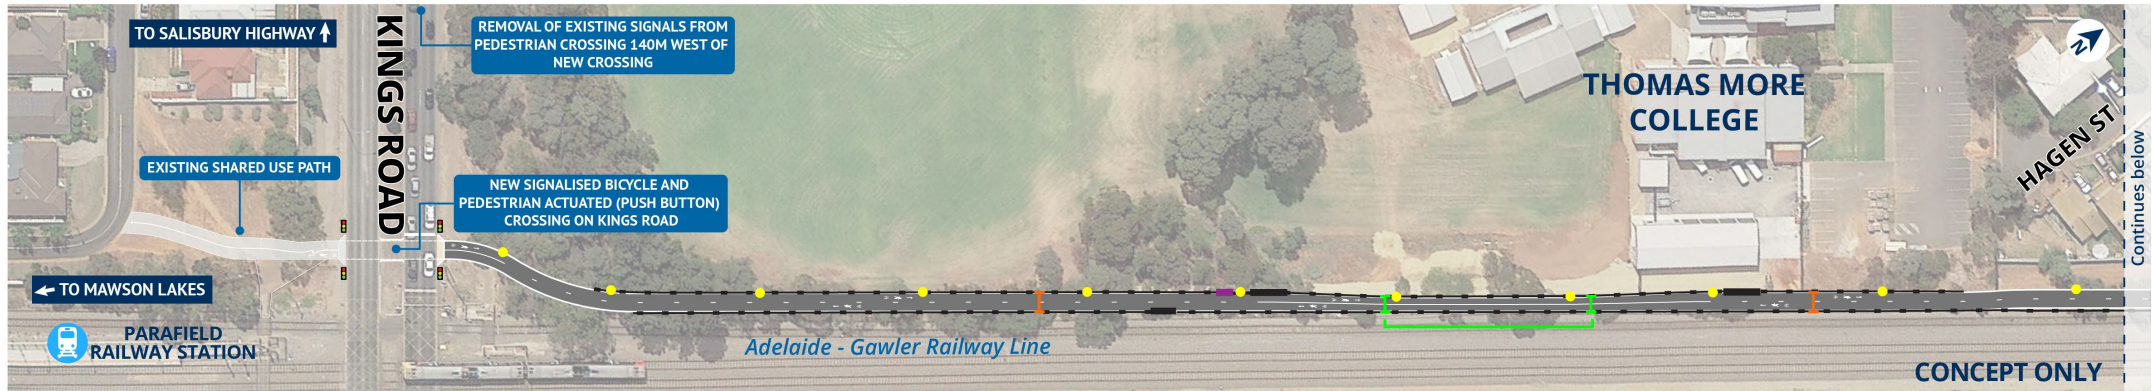 TO SALISBURY HIGHWAY
KINGS ROAD
REMOVAL OF EXISTING SIGNALS FROM
PEDESTRIAN CROSSING 140M WEST OF
NEW CROSSING
N
THOMAS MORE
COLLEGE
HAGEN ST
Continues below
EXISTING SHARED USE PATH
NEW SIGNALISED BICYCLE AND
PEDESTRIAN ACTUATED (PUSH BUTTON)
CROSSING ON KINGS ROAD
TO MAWSON LAKES
PARAFIELD
RAILWAY STATION
Adelaide - Gawler Railway Line
CONCEPT ONLY